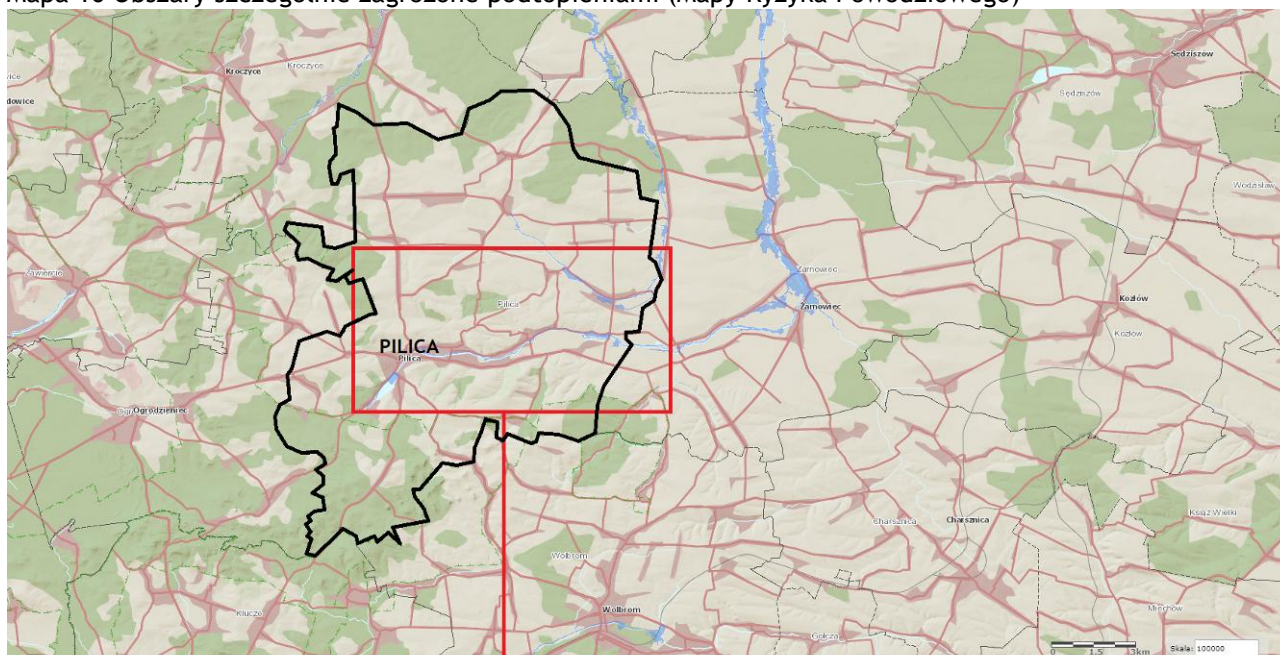 Mapa 10 Obszary szczególnie zagrożone podtopieniami (Mapy Ryzyka Powodziowego)
Sędziszów
Kroczyce
Kroczyce
Sędziszów
dowice
Wodzisław
Zawiercie
Żarnowiec
Pilica
Żarnowiec
Kozłów
Kozłów
PILICA
Pilica
Ogrodzieniec
Książ Wielki
Charsznica
Charsznica
Wolbrom
Wolbrom
Klucze
Miechów
Gołcza
0 1.5 3km
Skala: 100000